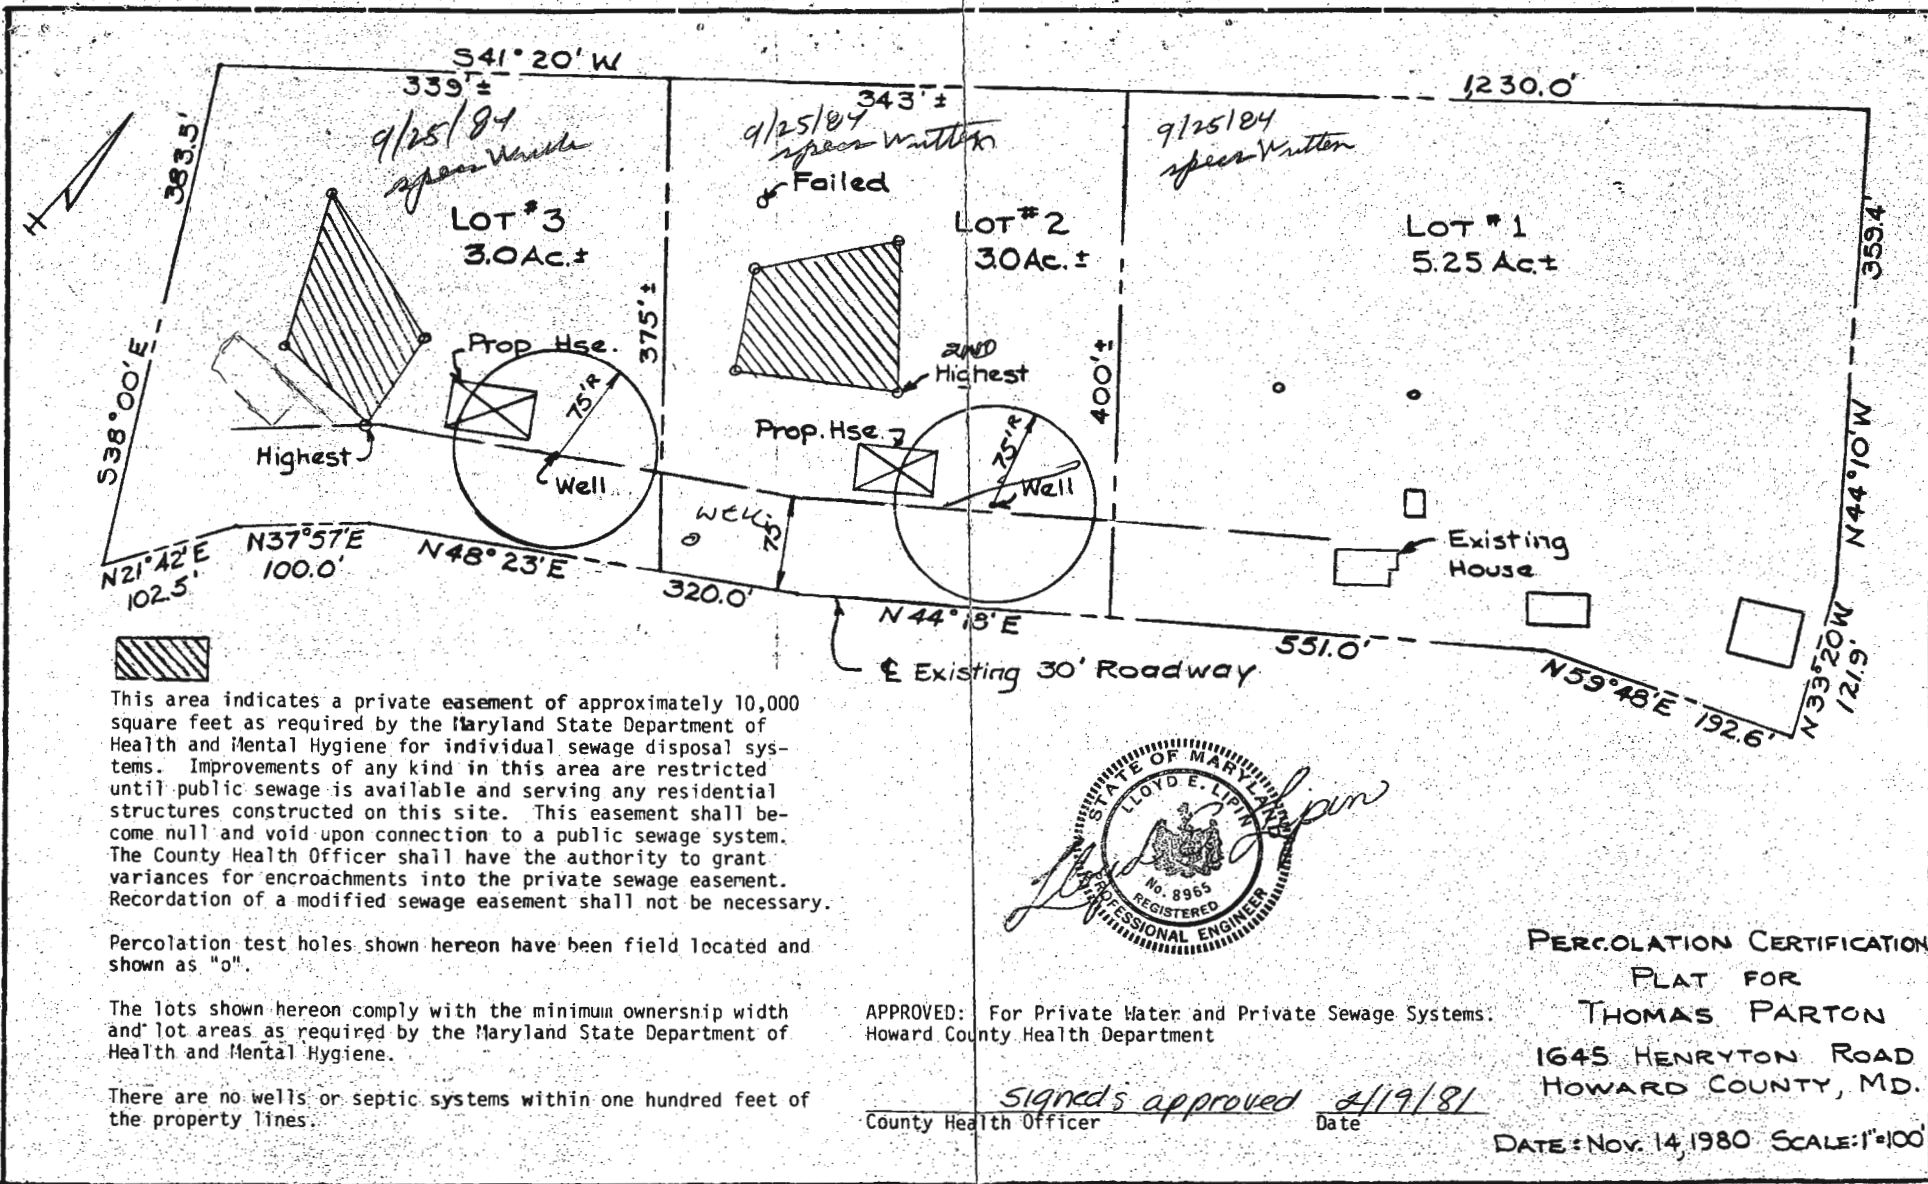 S41° 20' W
339'±
343'±
1,230.0'
383.5'
9/25/84
9/25/84
specs Written
9/25/84
specs Written
Failed
LOT #3
3.0 Ac.±
LOT #2
3.0 Ac.±
LOT #1
5.25 Ac.±
359.4'
375'±
400'±
S38°00'E
Prop Hse.
75'R
2ND
Highest
Prop. Hse.
75'R
Highest
Well
Well
WELL
75'
N44°10'W
Existing
House
N21°42'E
102.5'
N37°57'E
100.0'
N48°23'E
320.0'
N44°13'E
551.0'
N59°48'E
192.6'
N33°20'W
121.9'
℄ Existing 30' Roadway
This area indicates a private easement of approximately 10,000
square feet as required by the Maryland State Department of
Health and Mental Hygiene for individual sewage disposal sys-
tems. Improvements of any kind in this area are restricted
until public sewage is available and serving any residential
structures constructed on this site. This easement shall be-
come null and void upon connection to a public sewage system.
The County Health Officer shall have the authority to grant
variances for encroachments into the private sewage easement.
Recordation of a modified sewage easement shall not be necessary.
Percolation test holes shown hereon have been field located and
shown as "o".
The lots shown hereon comply with the minimum ownership width
and lot areas as required by the Maryland State Department of
Health and Mental Hygiene.
There are no wells or septic systems within one hundred feet of
the property lines.
STATE OF MARYLAND
LLOYD E. LIPIN
No. 8965
REGISTERED
PROFESSIONAL ENGINEER
APPROVED: For Private Water and Private Sewage Systems.
Howard County Health Department
signed & approved 2/19/81
County Health Officer Date
PERCOLATION CERTIFICATION
PLAT FOR
THOMAS PARTON
1645 HENRYTON ROAD
HOWARD COUNTY, MD.
DATE: NOV. 14, 1980 SCALE: 1"=100'